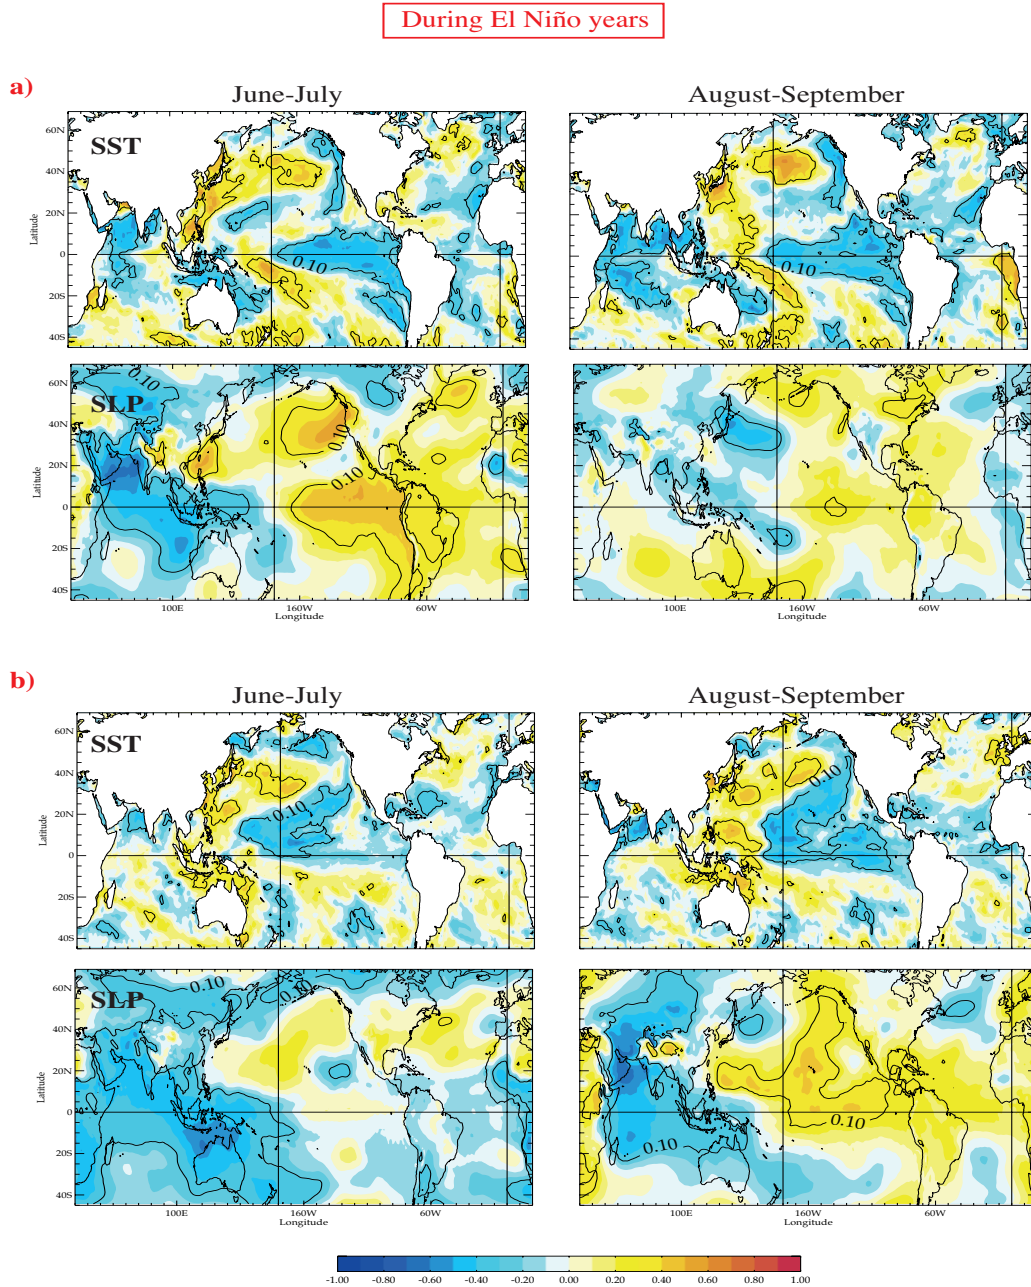 During El Niño years
a)
June-July
August-September
SST
60N
40N
20N
0
20S
40S
Latitude
0.10
0.10
SLP
0.10
0.10
0.10
60N
40N
20N
0
20S
40S
Latitude
100E
160W
60W
Longitude
100E
160W
60W
Longitude
b)
June-July
August-September
SST
60N
40N
20N
0
20S
40S
Latitude
0.10
0.10
SLP
0.10
0.10
0.10
0.10
60N
40N
20N
0
20S
40S
Latitude
100E
160W
60W
Longitude
100E
160W
60W
Longitude
-1.00 -0.80 -0.60 -0.40 -0.20 0.00 0.20 0.40 0.60 0.80 1.00